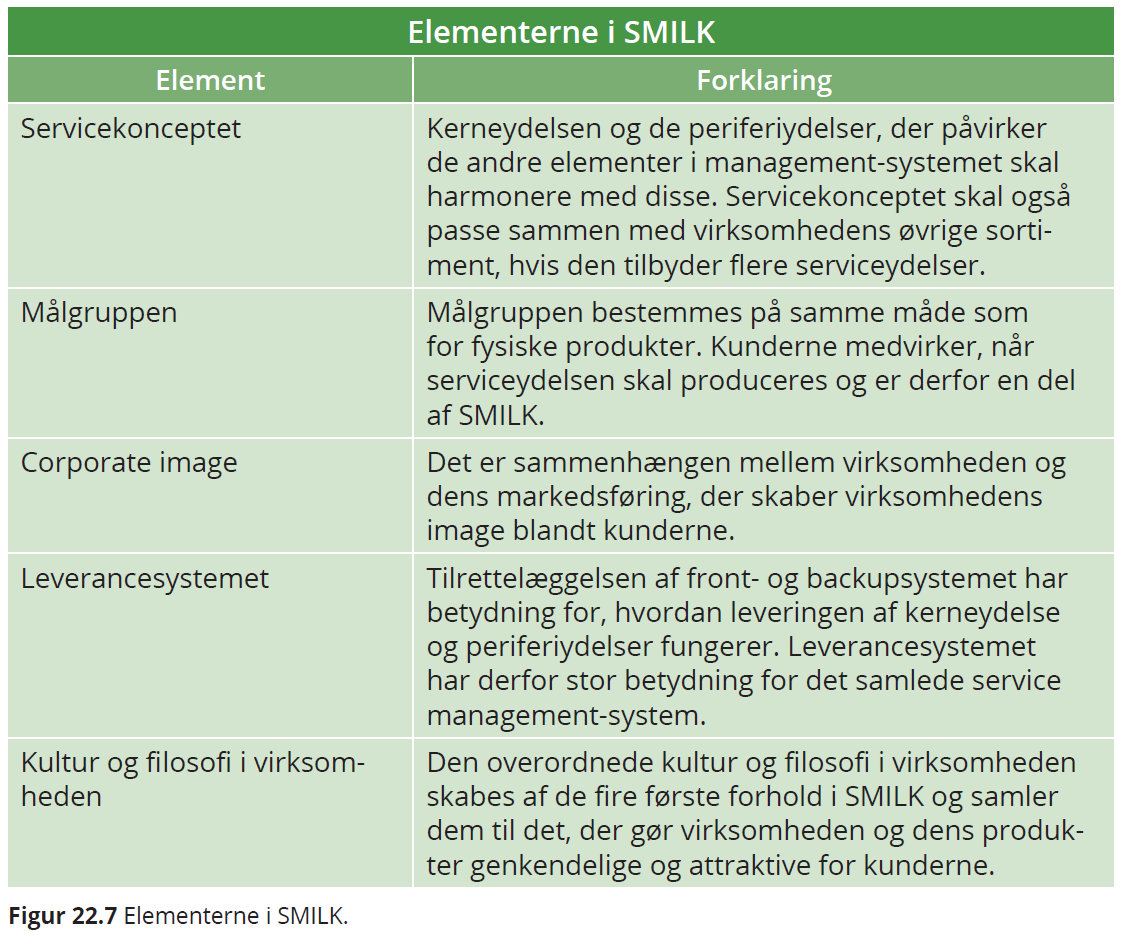 Elementerne i SMILK
Element
Forklaring
Servicekonceptet
Kerneydelsen og de periferiydelser, der påvirker
de andre elementer i management-systemet skal
harmonere med disse. Servicekonceptet skal også
passe sammen med virksomhedens øvrige sorti-
ment, hvis den tilbyder flere serviceydelser.
Målgruppen
Målgruppen bestemmes på samme måde som
for fysiske produkter. Kunderne medvirker, når
serviceydelsen skal produceres og er derfor en del
af SMILK.
Corporate image
Det er sammenhængen mellem virksomheden og
dens markedsføring, der skaber virksomhedens
image blandt kunderne.
Leverancesystemet
Tilrettelæggelsen af front- og backupsystemet har
betydning for, hvordan leveringen af kerneydelse
og periferiydelser fungerer. Leverancesystemet
har derfor stor betydning for det samlede service
management-system.
Kultur og filosofi i virksom-
heden
Den overordnede kultur og filosofi i virksomheden
skabes af de fire første forhold i SMILK og samler
dem til det, der gør virksomheden og dens produk-
ter genkendelige og attraktive for kunderne.
Figur 22.7 Elementerne i SMILK.